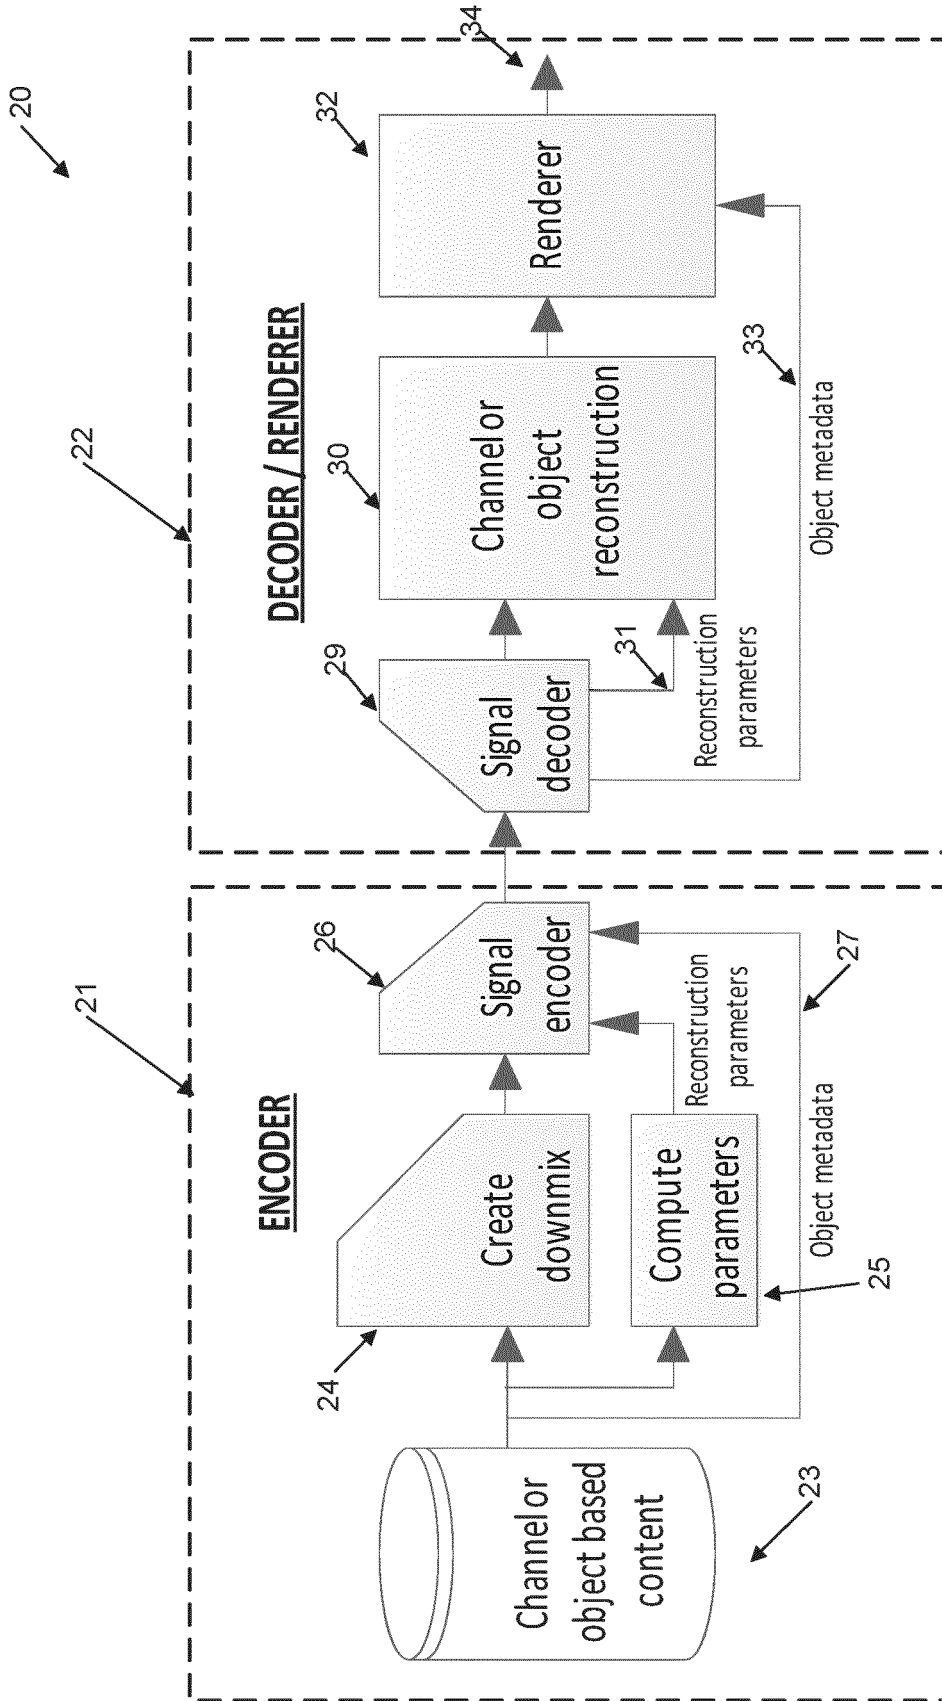 20
21
22
ENCODER
DECODER / RENDERER
23
Channel or
object based
content
24
Create
downmix
25
Compute
parameters
Reconstruction
parameters
26
Signal
encoder
27
Object metadata
29
Signal
decoder
30
Channel or
object
reconstruction
31
Reconstruction
parameters
32
Renderer
33
Object metadata
34